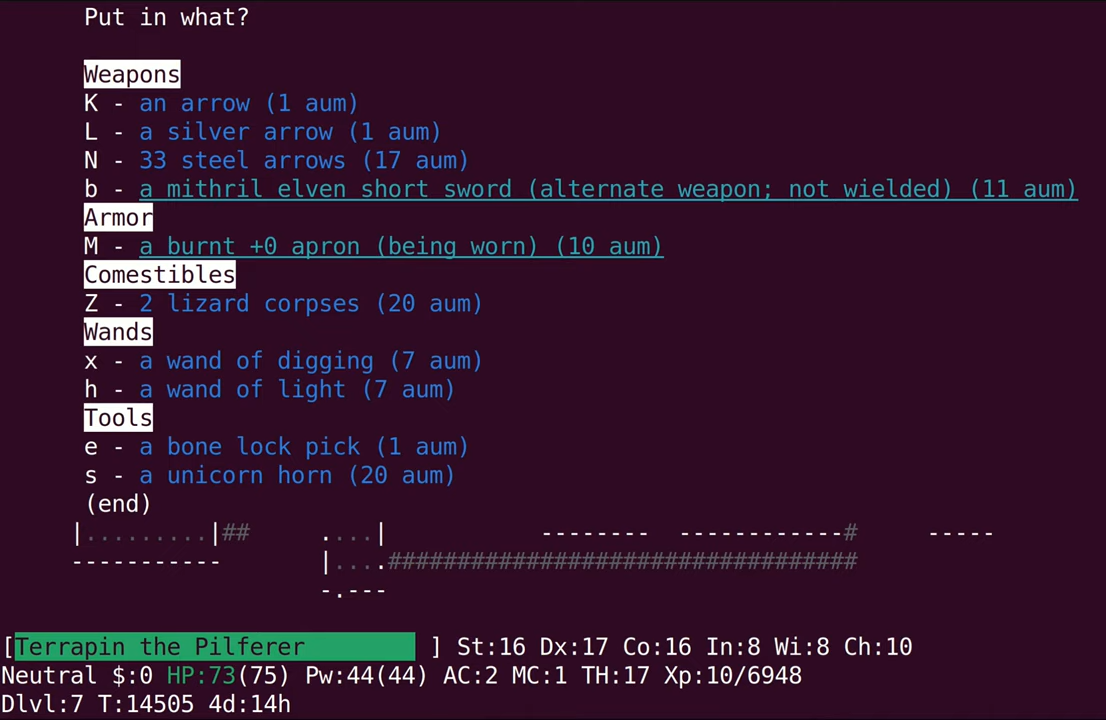 Put in what?
Weapons
K - an arrow (1 aum)
L - a silver arrow (1 aum)
N - 33 steel arrows (17 aum)
b - a mithril elven short sword (alternate weapon; not wielded) (11 aum)
Armor
M - a burnt +0 apron (being worn) (10 aum)
Comestibles
Z - 2 lizard corpses (20 aum)
Wands
x - a wand of digging (7 aum)
h - a wand of light (7 aum)
Tools
e - a bone lock pick (1 aum)
s - a unicorn horn (20 aum)
(end)
|.........|##     ....|           --------  ------------#     -----
-----------       |....##################################
-.---
[Terrapin the Pilferer         ] St:16 Dx:17 Co:16 In:8 Wi:8 Ch:10
Neutral $:0 HP:73(75) Pw:44(44) AC:2 MC:1 TH:17 Xp:10/6948
Dlvl:7 T:14505 4d:14h